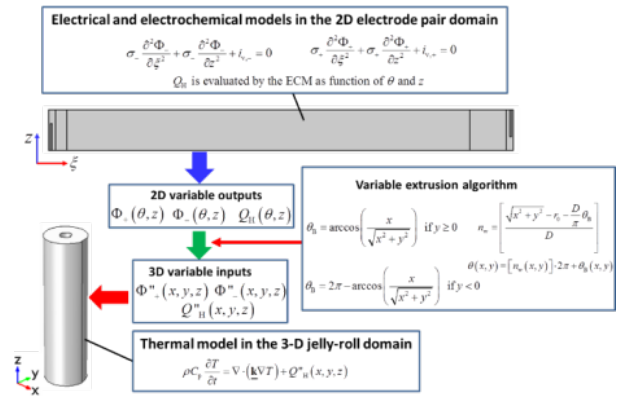 Electrical and electrochemical models in the 2D electrode pair domain
σ₋ ∂²Φ₋/∂ξ² + σ₋ ∂²Φ₋/∂z² + i_{v,-} = 0    σ₊ ∂²Φ₊/∂ξ² + σ₊ ∂²Φ₊/∂z² + i_{v,+} = 0
Q_H is evaluated by the ECM as function of θ and z
z
ξ
2D variable outputs
Φ₊(θ,z) Φ₋(θ,z) Q_H(θ,z)
3D variable inputs
Φ"₊(x,y,z) Φ"₋(x,y,z)
Q"_H(x,y,z)
Variable extrusion algorithm
θ_B = arccos(x/√(x²+y²)) if y≥0    n_w = [(√(x²+y²) − r₀ − (D/π)θ_B)/D]
θ(x,y)=[n_w(x,y)]·2π+θ_B(x,y)
θ_B = 2π − arccos(x/√(x²+y²)) if y<0
Thermal model in the 3-D jelly-roll domain
ρC_p ∂T/∂t = ∇·(k∇T)+Q"_H(x,y,z)
z
y
x